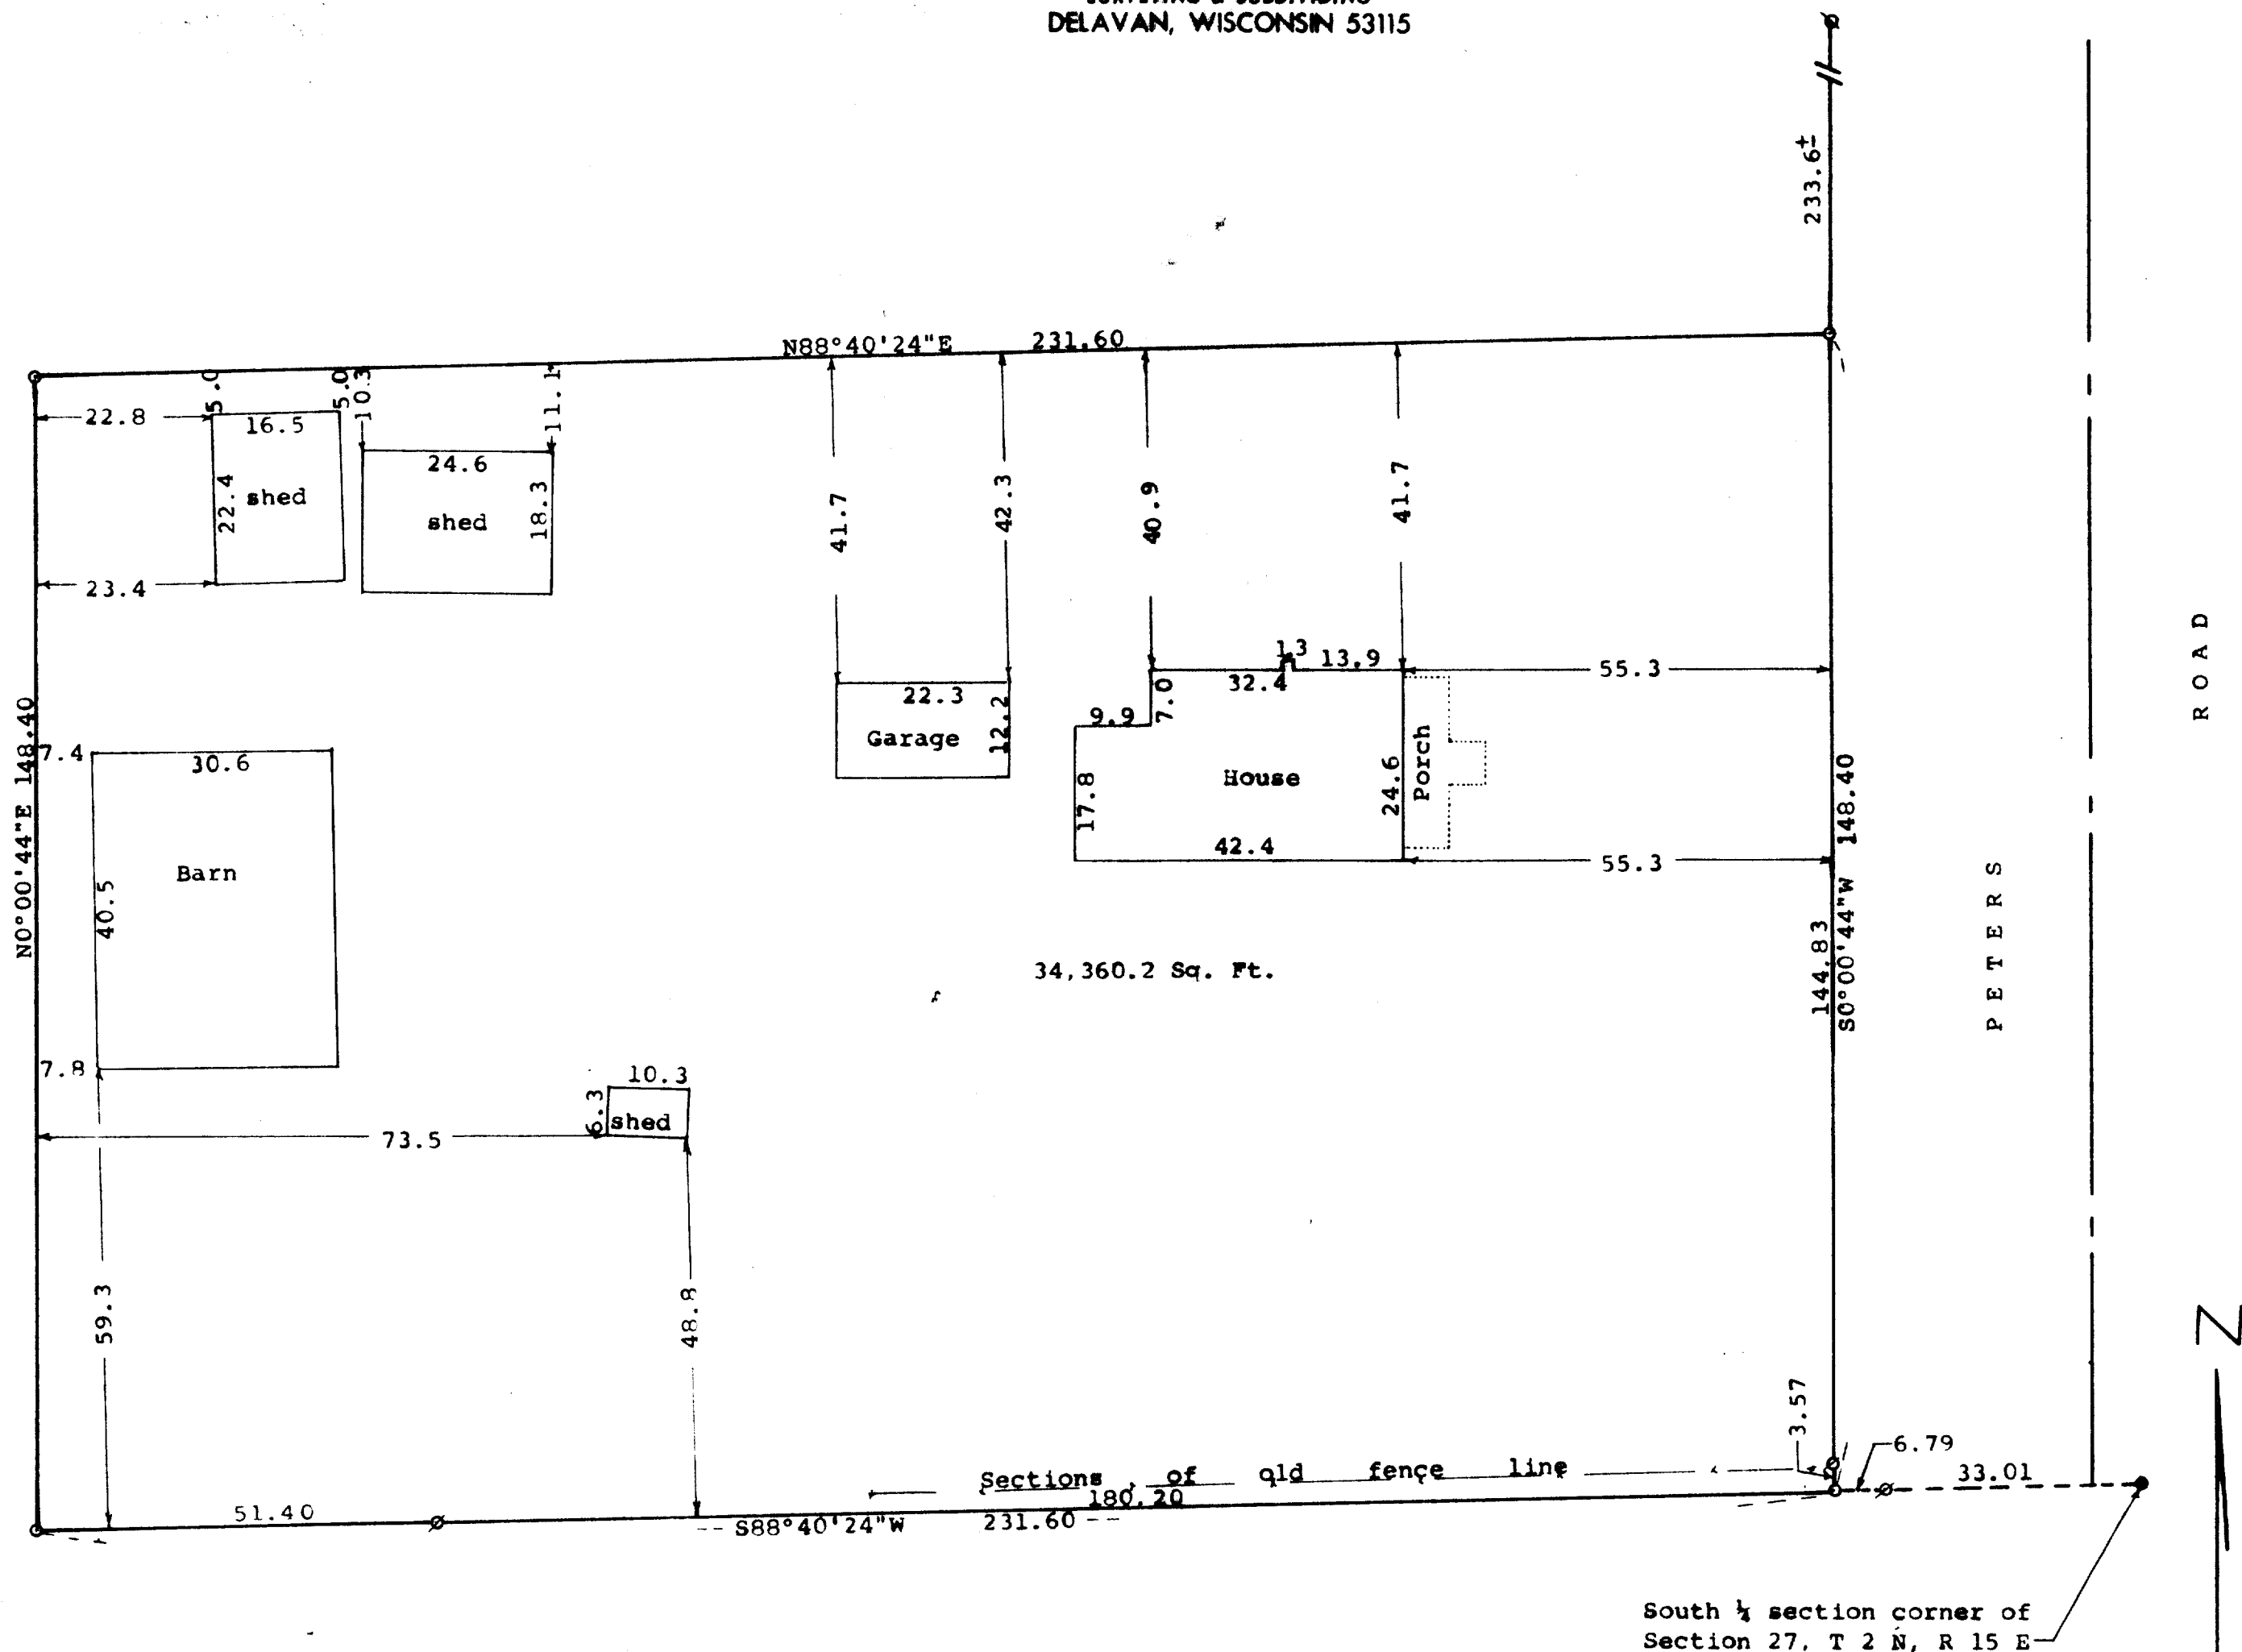 SURVEYING & SUBDIVIDING
DELAVAN, WISCONSIN 53115
233.6±
N88°40'24"E 231.60
22.8
5.0
16.5
5.0
10.3
11.1
24.6
22.4
shed
shed
18.3
23.4
41.7
42.3
40.9
41.7
1.3
13.9
32.4
55.3
9.9
7.0
22.3
Garage
12.2
House
17.8
24.6
Porch
42.4
55.3
ROAD
PETERS
N0°00'44"E 148.40
7.4
30.6
Barn
40.5
7.8
34,360.2 Sq. Ft.
144.83
S0°00'44"W 148.40
10.3
6.3
shed
73.5
59.3
48.8
3.57
6.79
33.01
Sections of old fence line
180.20
51.40
-- S88°40'24"W 231.60 --
N
South ¼ section corner of
Section 27, T 2 N, R 15 E